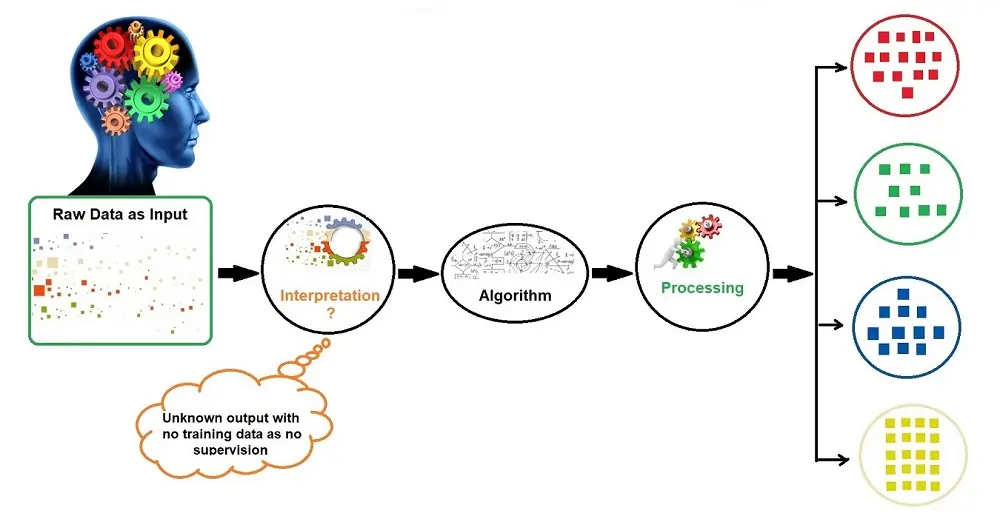 Raw Data as Input
Interpretation
?
Algorithm
Processing
Unknown output with
no training data as no
supervision